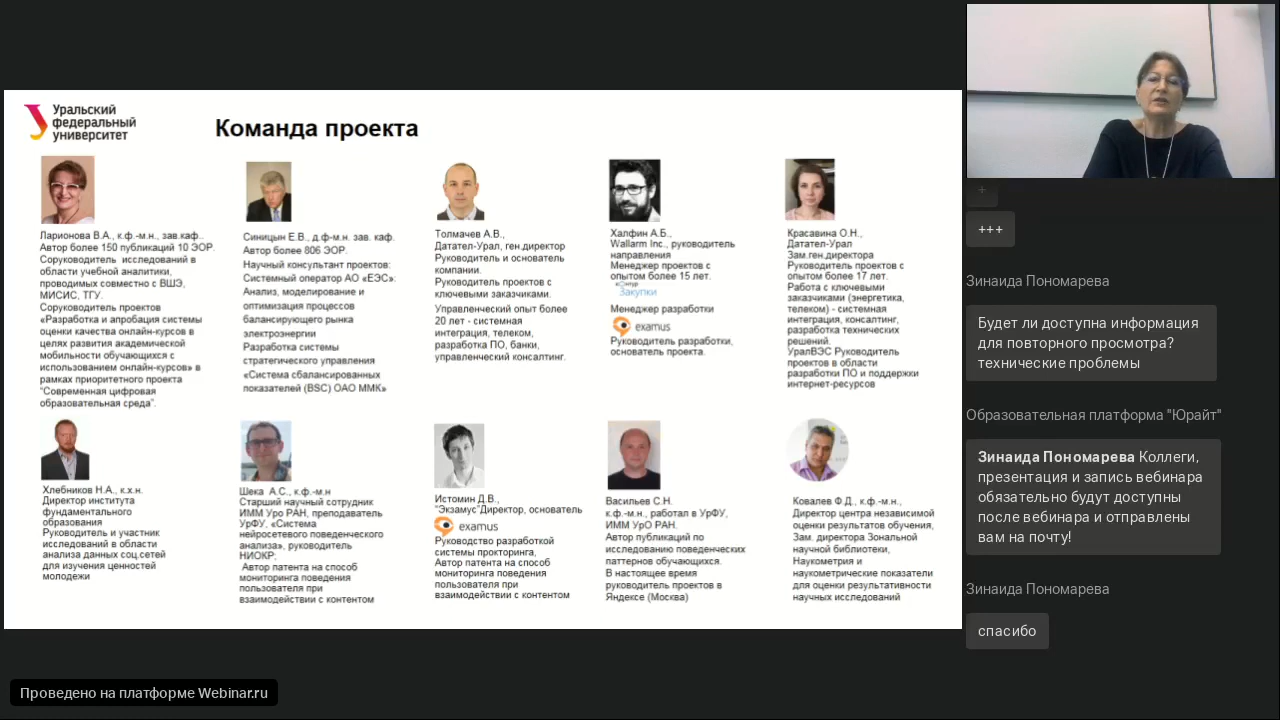 Уральский
федеральный
университет
Команда проекта
Ларионова В.А., к.ф.-м.н., зав.каф..
Автор более 150 публикаций 10 ЭОР.
Соруководитель исследований в
области учебной аналитики,
проводимых совместно с ВШЭ,
МИСИС, ТГУ.
Соруководитель проектов
«Разработка и апробация системы
оценки качества онлайн-курсов в
целях развития академической
мобильности обучающихся с
использованием онлайн-курсов» в
рамках приоритетного проекта
"Современная цифровая
образовательная среда".
Синицын Е.В., д.ф-м.н. зав. каф.
Автор более 806 ЭОР.
Научный консультант проектов:
Системный оператор АО «ЕЭС»:
Анализ, моделирование и
оптимизация процессов
балансирующего рынка
электроэнергии
Разработка системы
стратегического управления
«Система сбалансированных
показателей (BSC) ОАО ММК»
Толмачев А.В.,
Датател-Урал, ген.директор
Руководитель и основатель
компании.
Руководитель проектов с
ключевыми заказчиками.
Управленческий опыт более
20 лет - системная
интеграция, телеком,
разработка ПО, банки,
управленческий консалтинг.
Халфин А.Б.,
Wallarm Inc., руководитель
направления
Менеджер проектов с
опытом более 15 лет.
контур
Закупки
Менеджер разработки
examus
Руководитель разработки,
основатель проекта.
Красавина О.Н.,
Датател-Урал
Зам.ген.директора
Руководитель проектов с
опытом более 17 лет.
Работа с ключевыми
заказчиками (энергетика,
телеком) - системная
интеграция, консалтинг,
разработка технических
решений.
УралВЭС Руководитель
проектов в области
разработки ПО и поддержки
интернет-ресурсов
Хлебников Н.А., к.х.н.
Директор института
фундаментального
образования
Руководитель и участник
исследований в области
анализа данных соц.сетей
для изучения ценностей
молодежи
Шека А.С., к.ф.-м.н
Старший научный сотрудник
ИММ Уро РАН, преподаватель
УрФУ, «Система
нейросетевого поведенческого
анализа», руководитель
НИОКР;
Автор патента на способ
мониторинга поведения
пользователя при
взаимодействии с контентом
Истомин Д.В.,
"Экзамус"Директор, основатель
examus
Руководство разработкой
системы прокторинга,
Автор патента на способ
мониторинга поведения
пользователя при
взаимодействии с контентом
Васильев С.Н.
к.ф.-м.н., работал в УрФУ,
ИММ УрО РАН.
Автор публикаций по
исследованию поведенческих
паттернов обучающихся.
В настоящее время
руководитель проектов в
Яндексе (Москва)
Ковалев Ф.Д., к.ф.-м.н.,
Директор центра независимой
оценки результатов обучения,
Зам. директора Зональной
научной библиотеки,
Наукометрия и
наукометрические показатели
для оценки результативности
научных исследований
+
+++
Зинаида Пономарева
Будет ли доступна информация
для повторного просмотра?
технические проблемы
Образовательная платформа "Юрайт"
Зинаида Пономарева Коллеги,
презентация и запись вебинара
обязательно будут доступны
после вебинара и отправлены
вам на почту!
Зинаида Пономарева
спасибо
Проведено на платформе Webinar.ru